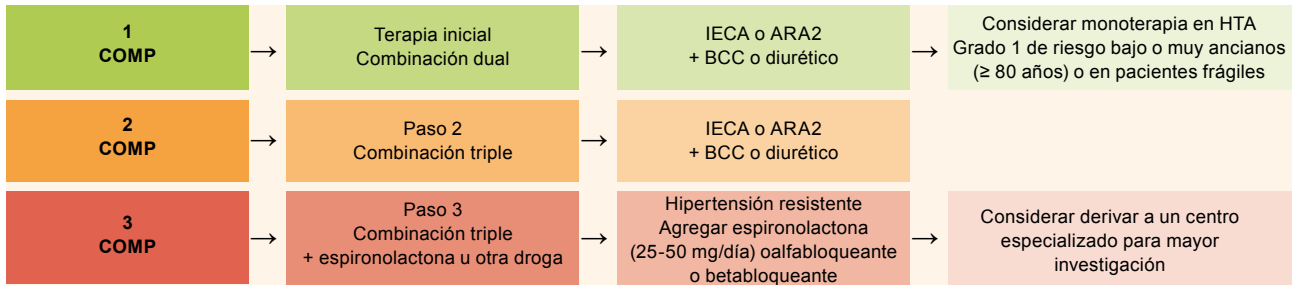 1
COMP
→
Terapia inicial
Combinación dual
→
IECA o ARA2
+ BCC o diurético
→
Considerar monoterapia en HTA
Grado 1 de riesgo bajo o muy ancianos
(≥ 80 años) o en pacientes frágiles
2
COMP
→
Paso 2
Combinación triple
→
IECA o ARA2
+ BCC o diurético
3
COMP
→
Paso 3
Combinación triple
+ espironolactona u otra droga
→
Hipertensión resistente
Agregar espironolactona
(25-50 mg/día) oalfabloqueante
o betabloqueante
→
Considerar derivar a un centro
especializado para mayor
investigación